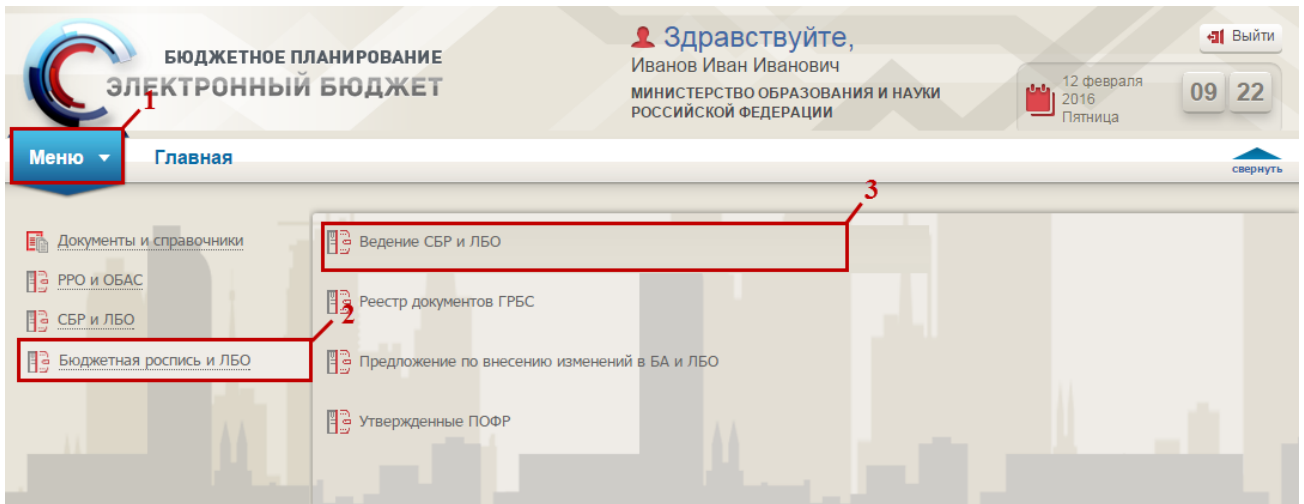 БЮДЖЕТНОЕ ПЛАНИРОВАНИЕ
ЭЛЕКТРОННЫЙ БЮДЖЕТ
Здравствуйте,
Иванов Иван Иванович
МИНИСТЕРСТВО ОБРАЗОВАНИЯ И НАУКИ
РОССИЙСКОЙ ФЕДЕРАЦИИ
Выйти
12 февраля
2016
Пятница
09 22
1
Меню
Главная
свернуть
3
Документы и справочники
РРО и ОБАС
СБР и ЛБО
2
Бюджетная роспись и ЛБО
Ведение СБР и ЛБО
Реестр документов ГРБС
Предложение по внесению изменений в БА и ЛБО
Утвержденные ПОФР